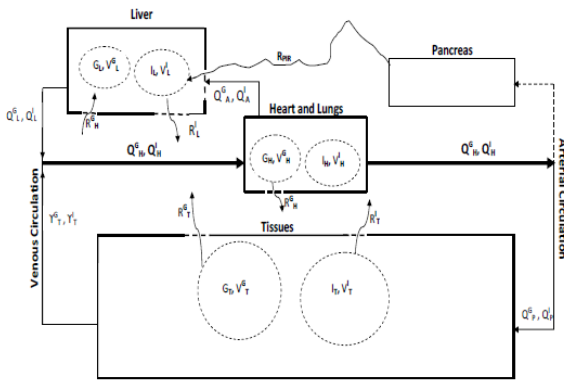 Liver
G_L, V^G_L
I_L, V^I_L
R_PIR
Pancreas
Q^G_L, Q^I_L
R^G_H
R^I_L
Q^G_A, Q^I_A
Heart and Lungs
Q^G_H, Q^I_H
G_H, V^G_H
I_H, V^I_H
Q^G_H, Q^I_H
R^G_H
Venous Circulation
Arterial Circulation
Y^G_T, Y^I_T
R^G_T
Tissues
R^I_T
G_T, V^G_T
I_T, V^I_T
Q^G_P, Q^I_P